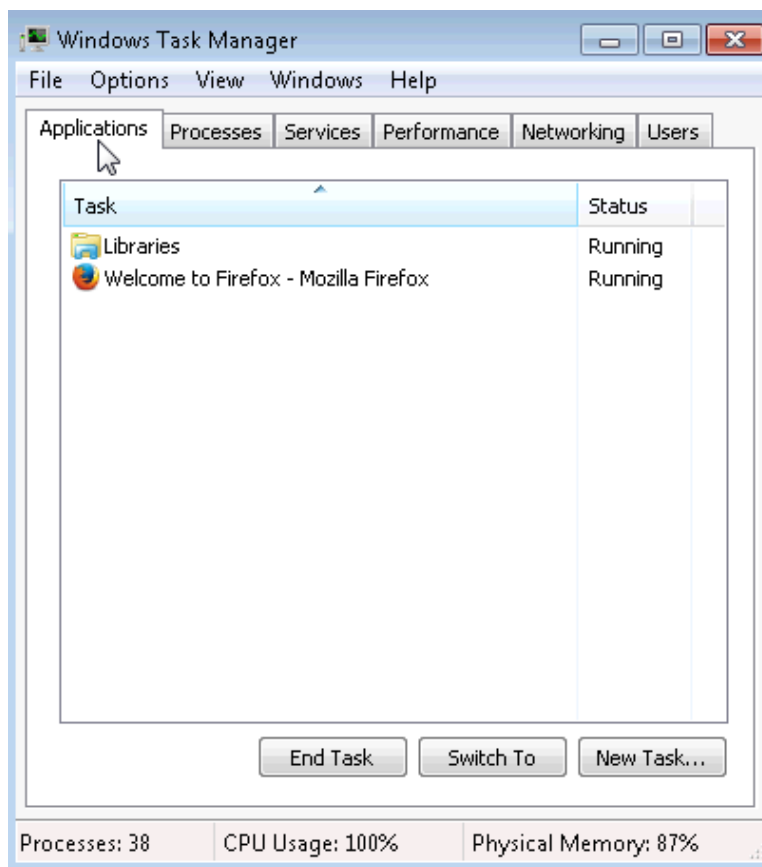 Windows Task Manager
File Options View Windows Help
Applications Processes Services Performance Networking Users
Task Status
Libraries Running
Welcome to Firefox - Mozilla Firefox Running
End Task Switch To New Task...
Processes: 38 CPU Usage: 100% Physical Memory: 87%